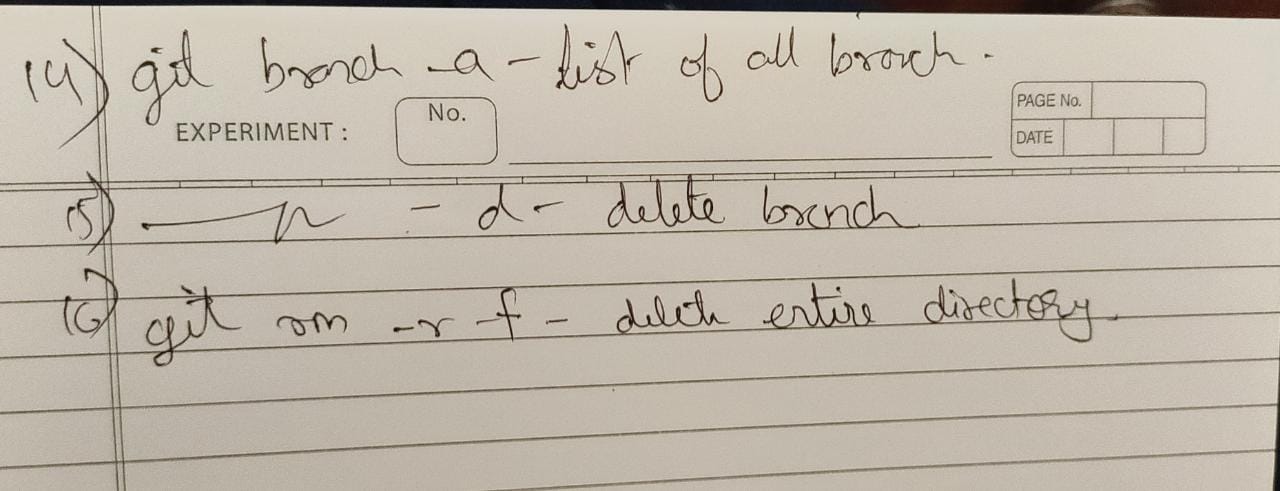 14) git branch -a - list of all branch.
EXPERIMENT : No.
PAGE No.
DATE
15) —— " —— - d - delete branch
16) git rm -r -f - delete entire directory.